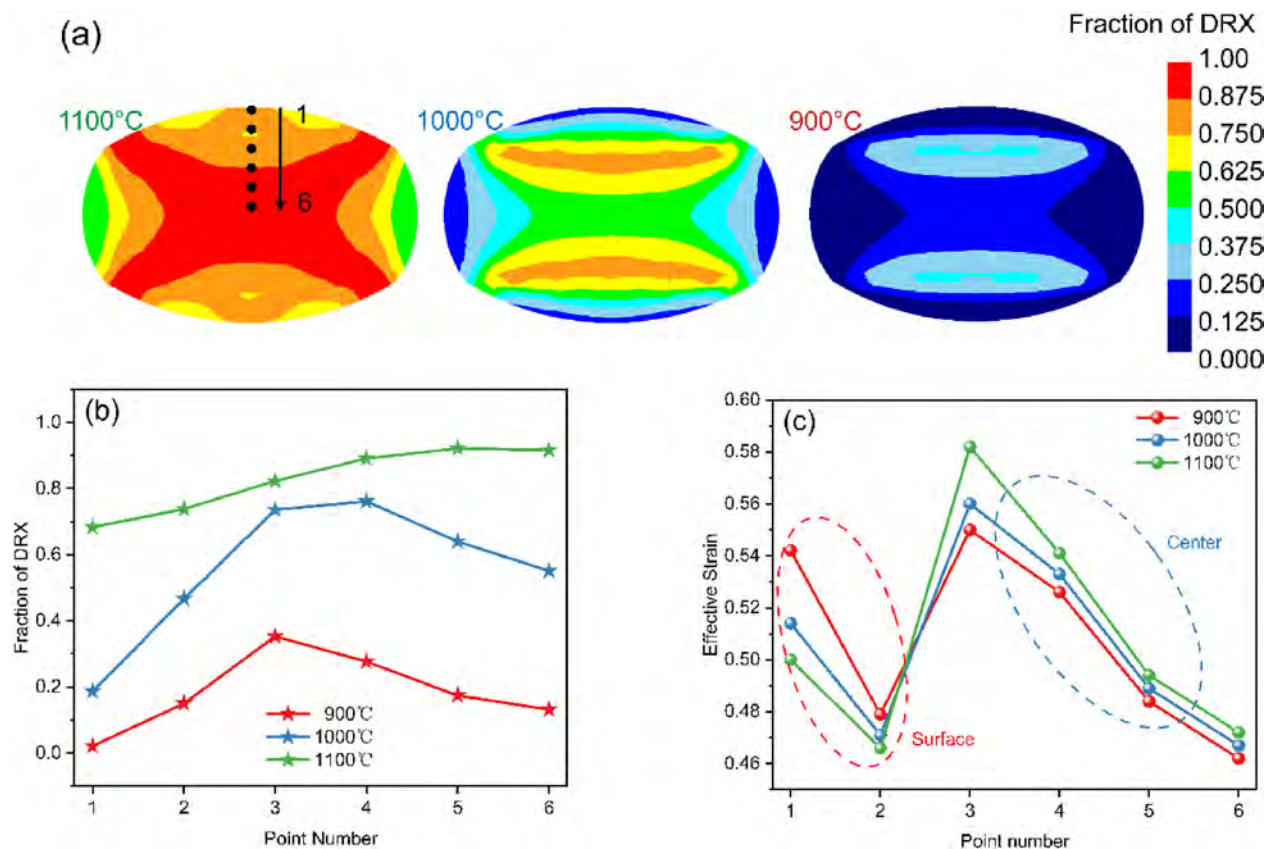 (a)
Fraction of DRX
1100°C
1
6
1000°C
900°C
1.00
0.875
0.750
0.625
0.500
0.375
0.250
0.125
0.000
(b)
Fraction of DRX
1.0
0.8
0.6
0.4
0.2
0.0
900℃
1000℃
1100℃
1 2 3 4 5 6
Point Number
(c)
Effective Strain
0.60
0.58
0.56
0.54
0.52
0.50
0.48
0.46
900℃
1000℃
1100℃
Center
Surface
1 2 3 4 5 6
Point number